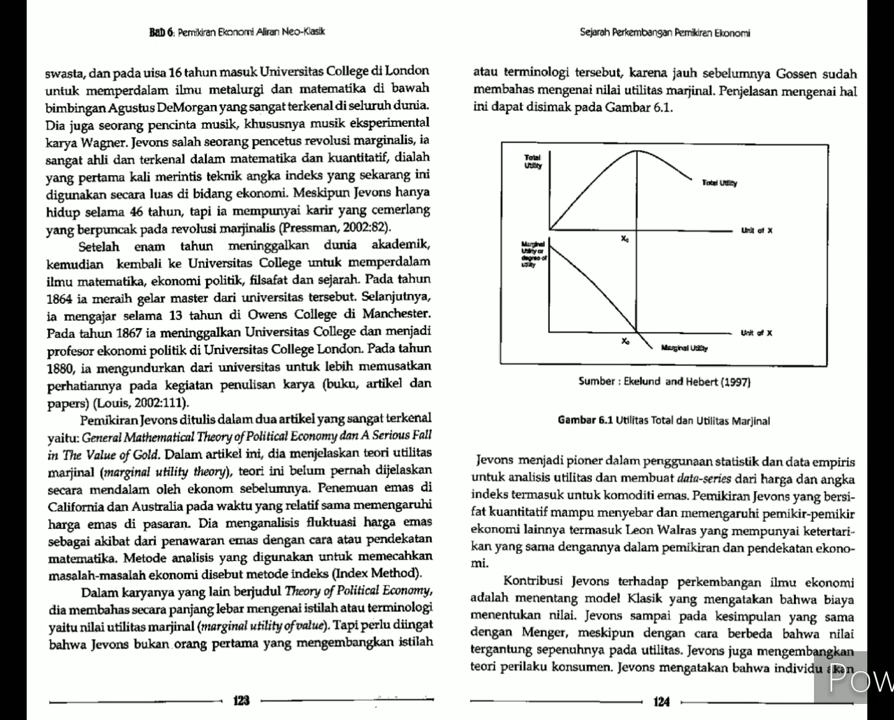 Bab 6: Pemikiran Ekonomi Aliran Neo-Klasik
swasta, dan pada uisa 16 tahun masuk Universitas College di London
untuk memperdalam ilmu metalurgi dan matematika di bawah
bimbingan Agustus DeMorgan yang sangat terkenal di seluruh dunia.
Dia juga seorang pencinta musik, khususnya musik eksperimental
karya Wagner. Jevons salah seorang pencetus revolusi marginalis, ia
sangat ahli dan terkenal dalam matematika dan kuantitatif, dialah
yang pertama kali merintis teknik angka indeks yang sekarang ini
digunakan secara luas di bidang ekonomi. Meskipun Jevons hanya
hidup selama 46 tahun, tapi ia mempunyai karir yang cemerlang
yang berpuncak pada revolusi marjinalis (Pressman, 2002:82).
Setelah enam tahun meninggalkan dunia akademik,
kemudian kembali ke Universitas College untuk memperdalam
ilmu matematika, ekonomi politik, filsafat dan sejarah. Pada tahun
1864 ia meraih gelar master dari universitas tersebut. Selanjutnya,
ia mengajar selama 13 tahun di Owens College di Manchester.
Pada tahun 1867 ia meninggalkan Universitas College dan menjadi
profesor ekonomi politik di Universitas College London. Pada tahun
1880, ia mengundurkan dari universitas untuk lebih memusatkan
perhatiannya pada kegiatan penulisan karya (buku, artikel dan
papers) (Louis, 2002:111).
Pemikiran Jevons ditulis dalam dua artikel yang sangat terkenal
yaitu: General Mathematical Theory of Political Economy dan A Serious Fall
in The Value of Gold. Dalam artikel ini, dia menjelaskan teori utilitas
marjinal (marginal utility theory), teori ini belum pernah dijelaskan
secara mendalam oleh ekonom sebelumnya. Penemuan emas di
California dan Australia pada waktu yang relatif sama memengaruhi
harga emas di pasaran. Dia menganalisis fluktuasi harga emas
sebagai akibat dari penawaran emas dengan cara atau pendekatan
matematika. Metode analisis yang digunakan untuk memecahkan
masalah-masalah ekonomi disebut metode indeks (Index Method).
Dalam karyanya yang lain berjudul Theory of Political Economy,
dia membahas secara panjang lebar mengenai istilah atau terminologi
yaitu nilai utilitas marjinal (marginal utility of value). Tapi perlu diingat
bahwa Jevons bukan orang pertama yang mengembangkan istilah
123
Sejarah Perkembangan Pemikiran Ekonomi
atau terminologi tersebut, karena jauh sebelumnya Gossen sudah
membahas mengenai nilai utilitas marjinal. Penjelasan mengenai hal
ini dapat disimak pada Gambar 6.1.
Total
Utility
Total Utility
Unit of X
X₀
Marginal
Utility or
degree of
utility
Unit of X
X₀
Marginal Utility
Sumber : Ekelund and Hebert (1997)
Gambar 6.1 Utilitas Total dan Utilitas Marjinal
Jevons menjadi pioner dalam penggunaan statistik dan data empiris
untuk analisis utilitas dan membuat data-series dari harga dan angka
indeks termasuk untuk komoditi emas. Pemikiran Jevons yang bersi-
fat kuantitatif mampu menyebar dan memengaruhi pemikir-pemikir
ekonomi lainnya termasuk Leon Walras yang mempunyai ketertari-
kan yang sama dengannya dalam pemikiran dan pendekatan ekono-
mi.
Kontribusi Jevons terhadap perkembangan ilmu ekonomi
adalah menentang model Klasik yang mengatakan bahwa biaya
menentukan nilai. Jevons sampai pada kesimpulan yang sama
dengan Menger, meskipun dengan cara berbeda bahwa nilai
tergantung sepenuhnya pada utilitas. Jevons juga mengembangkan
teori perilaku konsumen. Jevons mengatakan bahwa individu akan
124
Pow